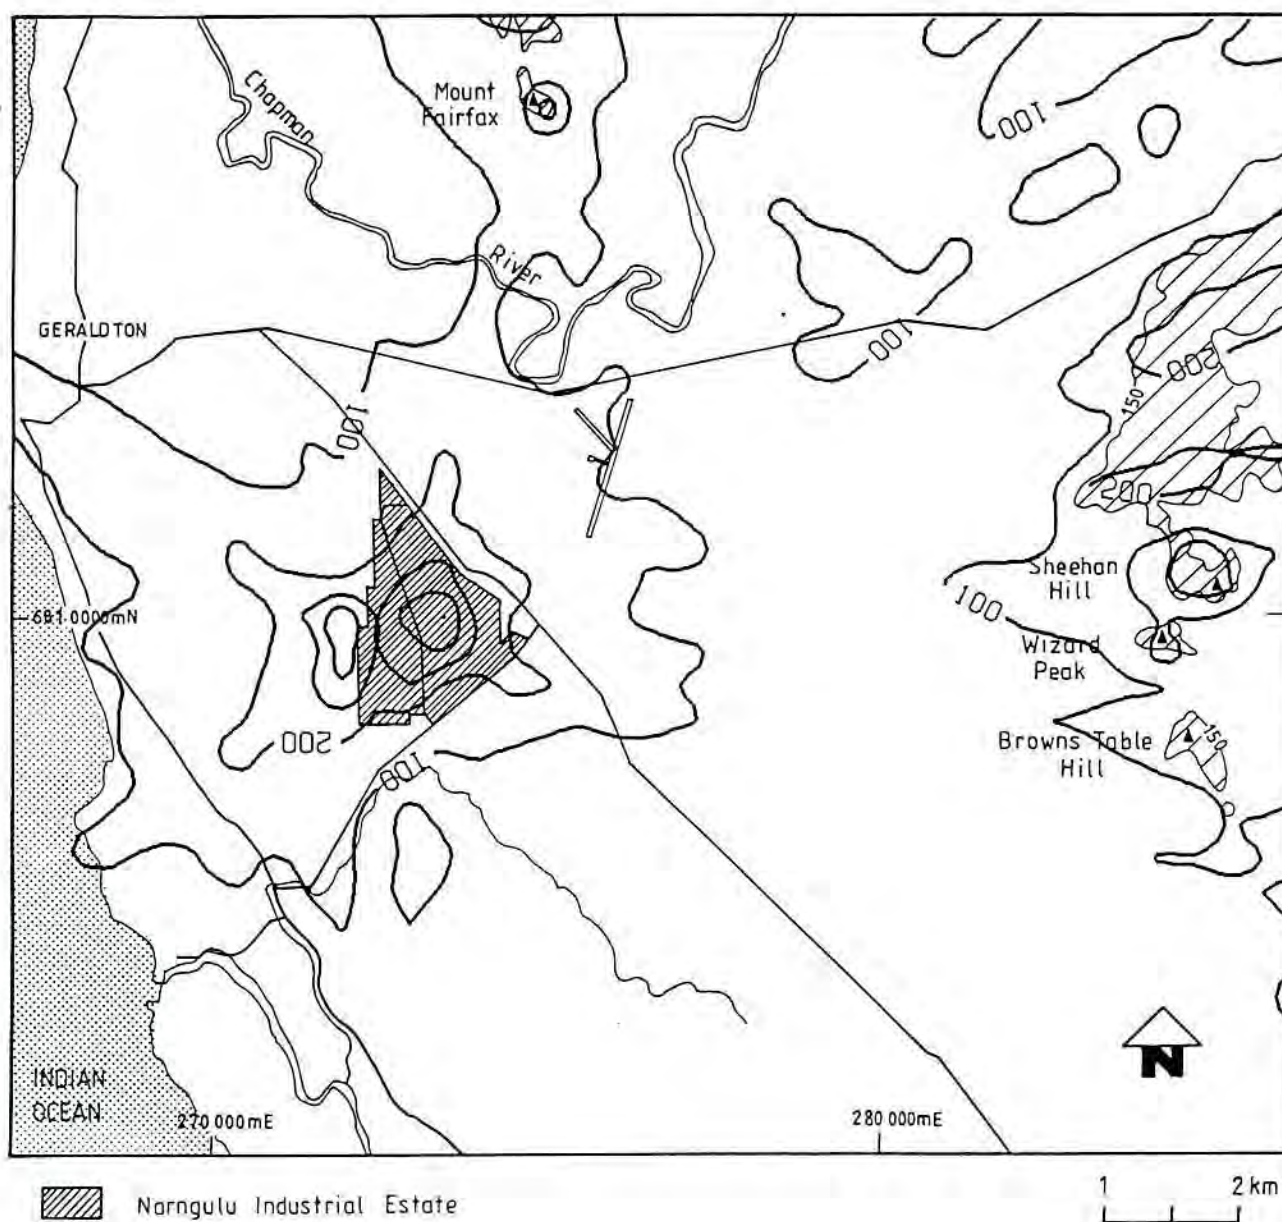 Chapman
River
Mount
Fairfax
100
GERALDTON
100
100
200
150
200
Sheehan
Hill
100
6910000mN
Wizard
Peak
200
Browns Table
Hill
150
100
INDIAN
OCEAN
270 000mE
280 000mE
N
Narngulu Industrial Estate
1 2 km